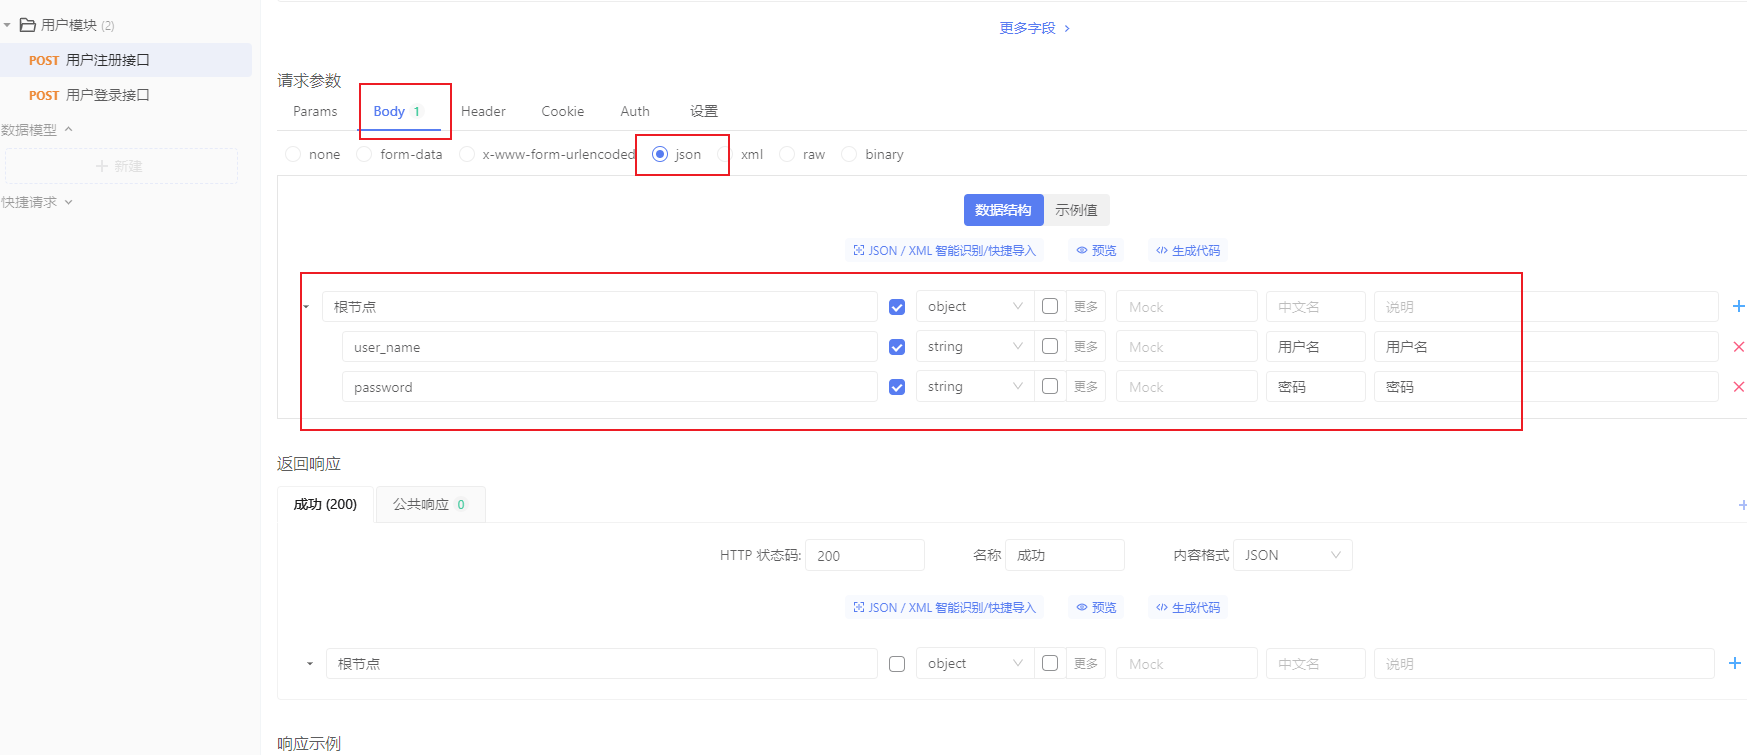 用户模块 (2)
POST 用户注册接口
POST 用户登录接口
数据模型
新建
快捷请求
更多字段
请求参数
Params Body 1 Header Cookie Auth 设置
none form-data x-www-form-urlencoded json xml raw binary
数据结构 示例值
JSON / XML 智能识别/快捷导入 预览 生成代码
根节点 object 更多 Mock 中文名 说明
user_name string 更多 Mock 用户名 用户名
password string 更多 Mock 密码 密码
返回响应
成功 (200) 公共响应 0
HTTP 状态码: 200 名称 成功 内容格式 JSON
JSON / XML 智能识别/快捷导入 预览 生成代码
根节点 object 更多 Mock 中文名 说明
响应示例